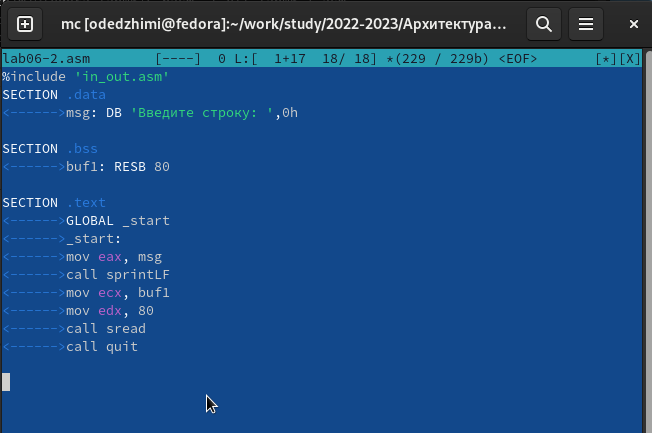 mc [odedzhimi@fedora]:~/work/study/2022-2023/Архитектура...
lab06-2.asm [----] 0 L:[ 1+17 18/ 18] *(229 / 229b) <EOF> [*][X]
%include 'in_out.asm'
SECTION .data
<------>msg: DB 'Введите строку: ',0h
SECTION .bss
<------>buf1: RESB 80
SECTION .text
<------>GLOBAL _start
<------>_start:
<------>mov eax, msg
<------>call sprintLF
<------>mov ecx, buf1
<------>mov edx, 80
<------>call sread
<------>call quit